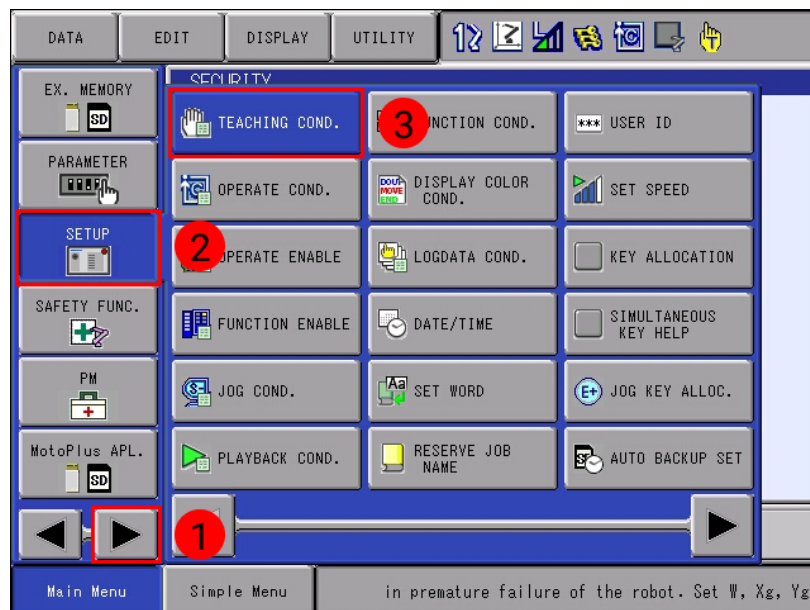 DATA
EDIT
DISPLAY
UTILITY
EX. MEMORY
SD
PARAMETER
SETUP
SAFETY FUNC.
PM
MotoPlus APL.
SD
SECURITY
TEACHING COND.
3
NCTION COND.
*** USER ID
OPERATE COND.
DOUT
MOVE
END
DISPLAY COLOR
COND.
SET SPEED
2
OPERATE ENABLE
LOGDATA COND.
KEY ALLOCATION
FUNCTION ENABLE
DATE/TIME
SIMULTANEOUS
KEY HELP
JOG COND.
Aa
SET WORD
E+
JOG KEY ALLOC.
PLAYBACK COND.
RESERVE JOB
NAME
AUTO BACKUP SET
1
Main Menu
Simple Menu
in premature failure of the robot. Set W, Xg, Yg